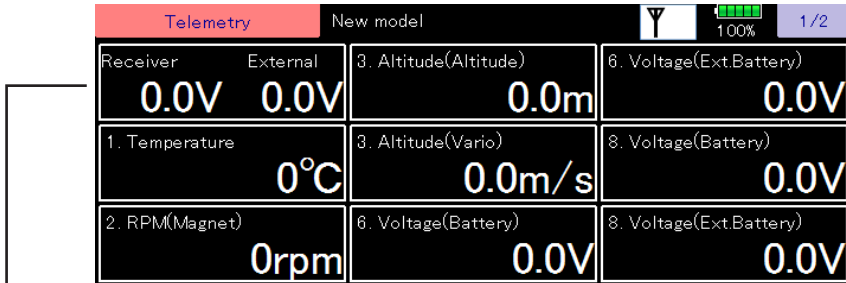 Telemetry New model 100% 1/2
Receiver External 3. Altitude(Altitude) 6. Voltage(Ext.Battery)
0.0V 0.0V 0.0m 0.0V
1. Temperature 3. Altitude(Vario) 8. Voltage(Battery)
0℃ 0.0m/s 0.0V
2. RPM(Magnet) 6. Voltage(Battery) 8. Voltage(Ext.Battery)
0rpm 0.0V 0.0V